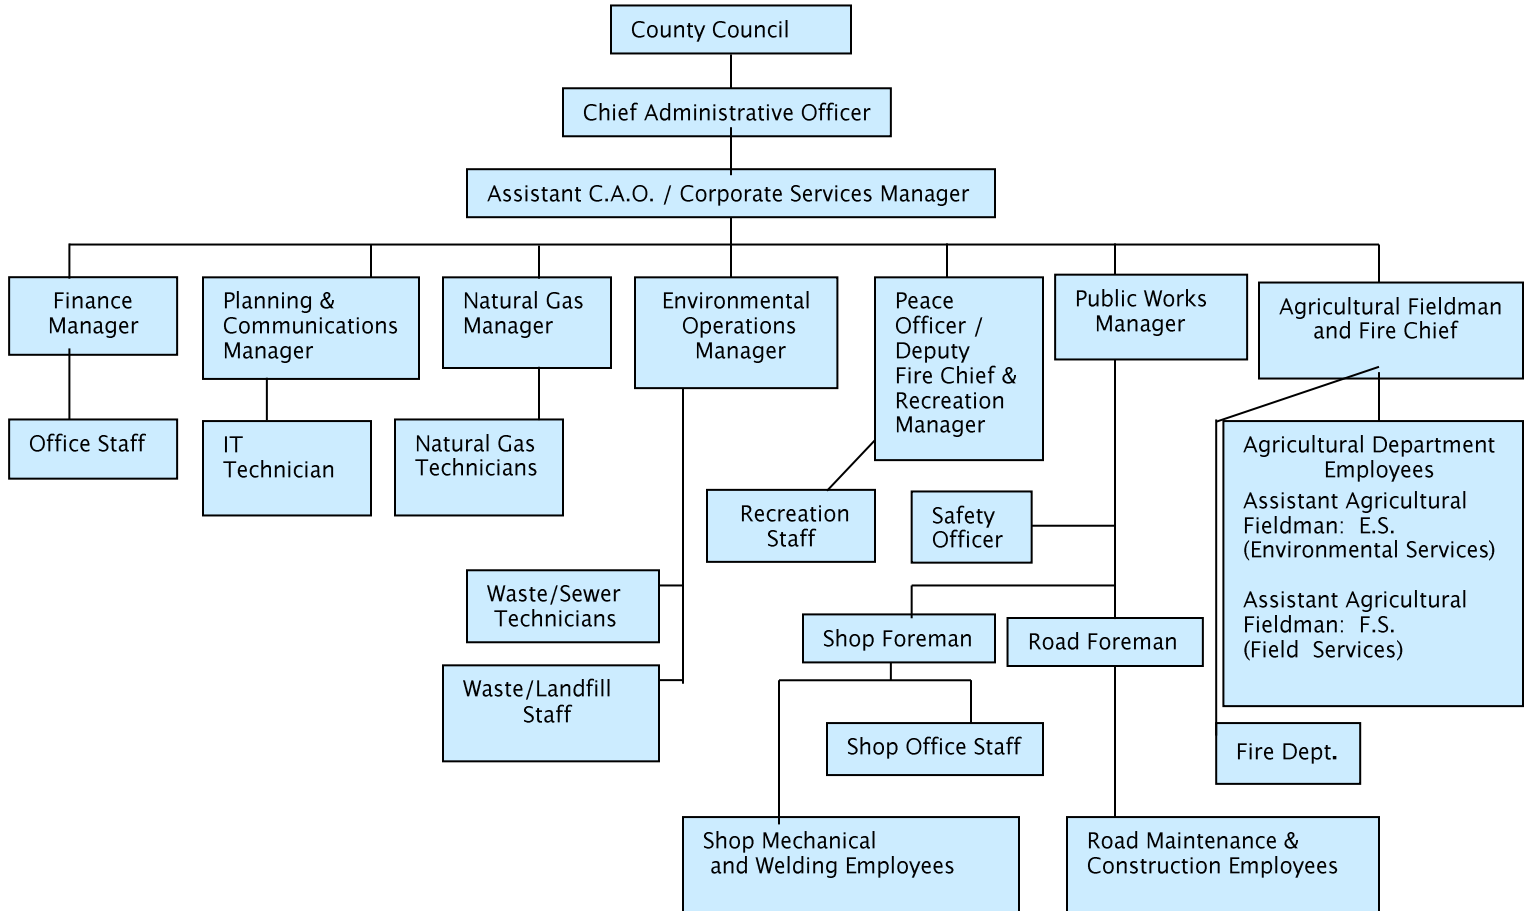 County Council
Chief Administrative Officer
Assistant C.A.O. / Corporate Services Manager
Finance
Manager
Planning &
Communications
Manager
Natural Gas
Manager
Environmental
Operations
Manager
Peace
Officer /
Deputy
Fire Chief &
Recreation
Manager
Public Works
Manager
Agricultural Fieldman
and Fire Chief
Office Staff
IT
Technician
Natural Gas
Technicians
Recreation
Staff
Safety
Officer
Agricultural Department
Employees
Assistant Agricultural
Fieldman: E.S.
(Environmental Services)
Assistant Agricultural
Fieldman: F.S.
(Field Services)
Waste/Sewer
Technicians
Shop Foreman
Road Foreman
Waste/Landfill
Staff
Shop Office Staff
Fire Dept.
Shop Mechanical
and Welding Employees
Road Maintenance &
Construction Employees